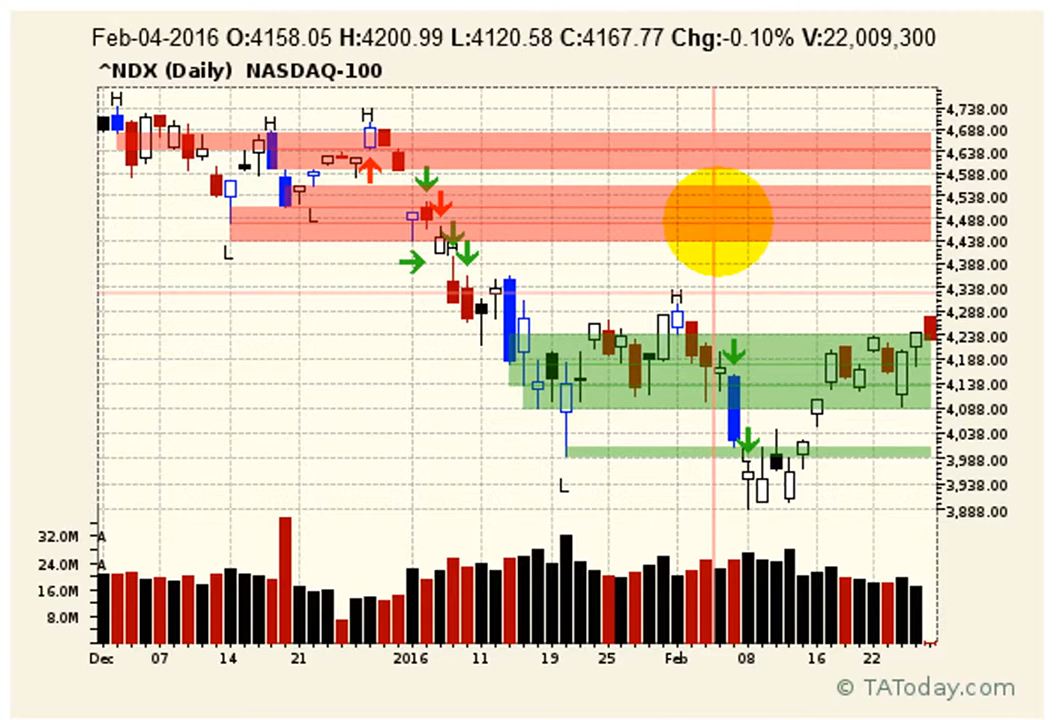 Feb-04-2016 O:4158.05 H:4200.99 L:4120.58 C:4167.77 Chg:-0.10% V:22,009,300
^NDX (Daily) NASDAQ-100
H
H
H
L
L
H
H
L
L
4,738.00
4,688.00
4,638.00
4,588.00
4,538.00
4,488.00
4,438.00
4,388.00
4,338.00
4,288.00
4,238.00
4,188.00
4,138.00
4,088.00
4,038.00
3,988.00
3,938.00
3,888.00
32.0M A
24.0M A
16.0M
8.0M
Dec 07 14 21 2016 11 19 25 Feb 08 16 22
© TAToday.com